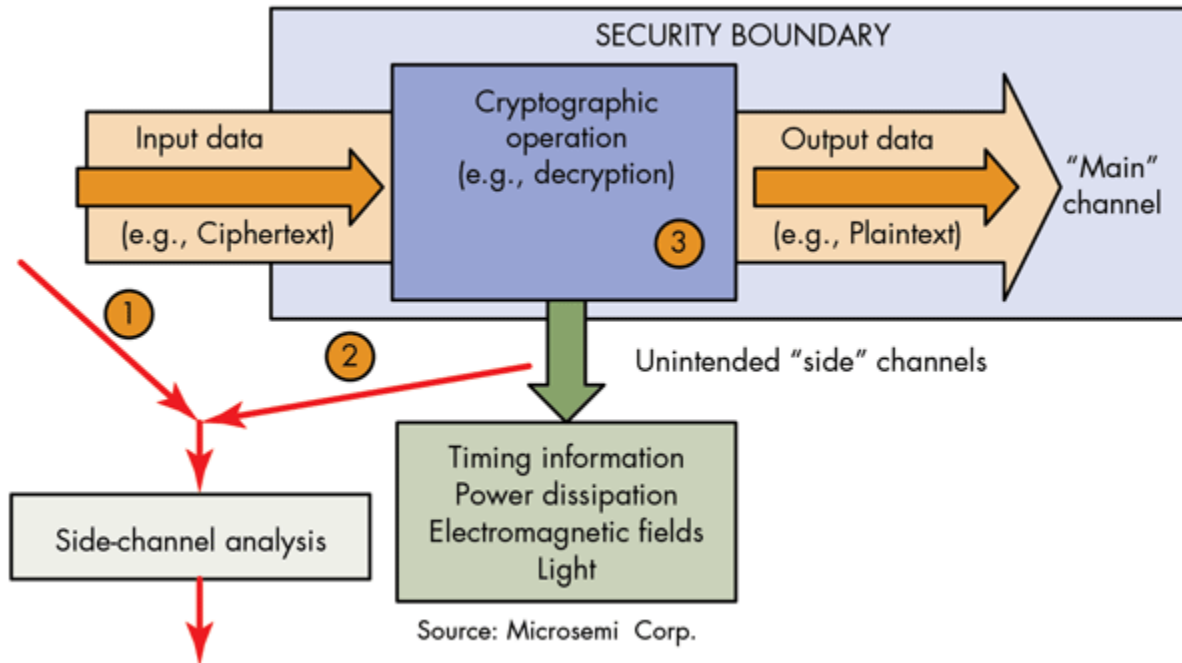 SECURITY BOUNDARY
Cryptographic
operation
(e.g., decryption)
3
Input data
(e.g., Ciphertext)
Output data
(e.g., Plaintext)
“Main”
channel
1
2
Unintended “side” channels
Timing information
Power dissipation
Electromagnetic fields
Light
Side-channel analysis
Source: Microsemi Corp.